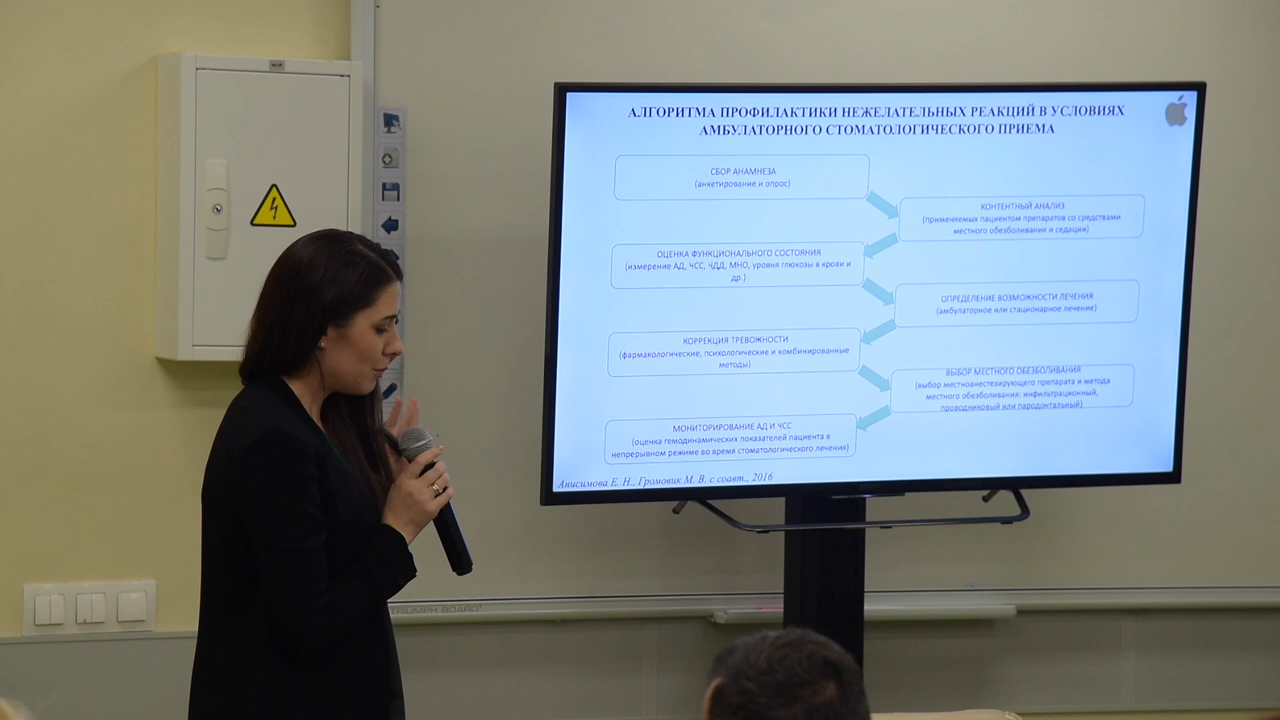 АЛГОРИТМА ПРОФИЛАКТИКИ НЕЖЕЛАТЕЛЬНЫХ РЕАКЦИЙ В УСЛОВИЯХ
АМБУЛАТОРНОГО СТОМАТОЛОГИЧЕСКОГО ПРИЕМА
СБОР АНАМНЕЗА
(анкетирование и опрос)
КОНТЕНТНЫЙ АНАЛИЗ
(применяемых пациентом препаратов со средствами
местного обезболивания и седации)
ОЦЕНКА ФУНКЦИОНАЛЬНОГО СОСТОЯНИЯ
(измерение АД, ЧСС, ЧДД, МНО, уровня глюкозы в крови и
др.)
ОПРЕДЕЛЕНИЕ ВОЗМОЖНОСТИ ЛЕЧЕНИЯ
(амбулаторное или стационарное лечение)
КОРРЕКЦИЯ ТРЕВОЖНОСТИ
(фармакологические, психологические и комбинированные
методы)
ВЫБОР МЕСТНОГО ОБЕЗБОЛИВАНИЯ
(выбор местноанестезирующего препарата и метода
местного обезболивания: инфильтрационный,
проводниковый или пародонтальный)
МОНИТОРИРОВАНИЕ АД И ЧСС
(оценка гемодинамических показателей пациента в
непрерывном режиме во время стоматологического лечения)
Анисимова Е. Н., Громовик М. В. с соавт., 2016
TRIUMPH BOARD